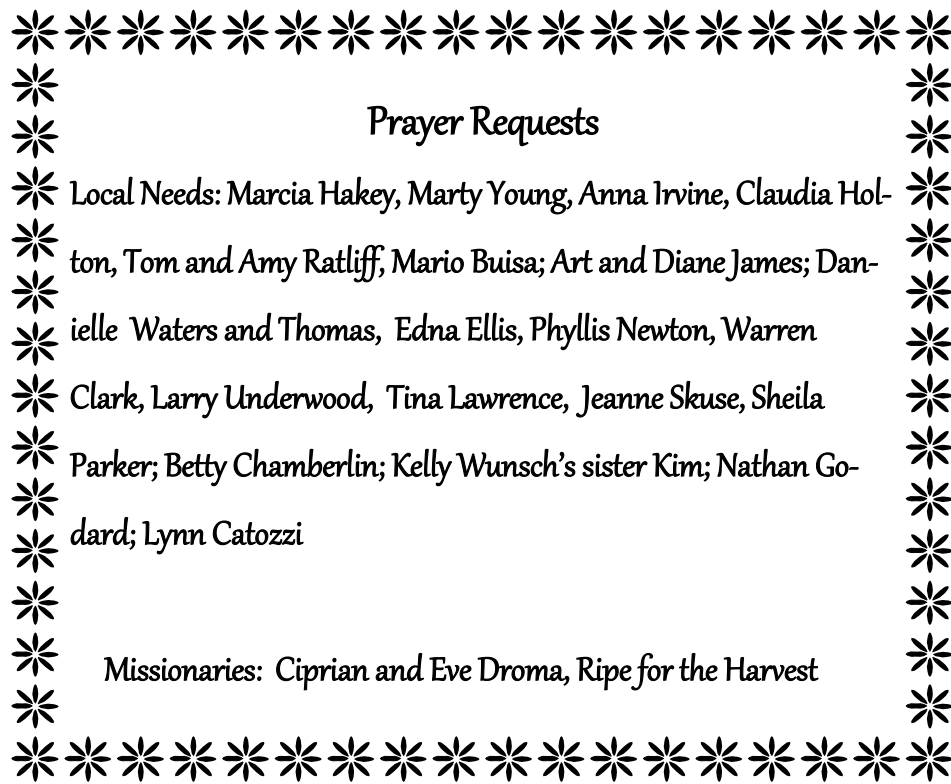 Prayer Requests
Local Needs: Marcia Hakey, Marty Young, Anna Irvine, Claudia Hol-
ton, Tom and Amy Ratliff, Mario Buisa; Art and Diane James; Dan-
ielle  Waters and Thomas,  Edna Ellis, Phyllis Newton, Warren
Clark, Larry Underwood,  Tina Lawrence,  Jeanne Skuse, Sheila
Parker; Betty Chamberlin; Kelly Wunsch’s sister Kim; Nathan Go-
dard; Lynn Catozzi
Missionaries:  Ciprian and Eve Droma, Ripe for the Harvest